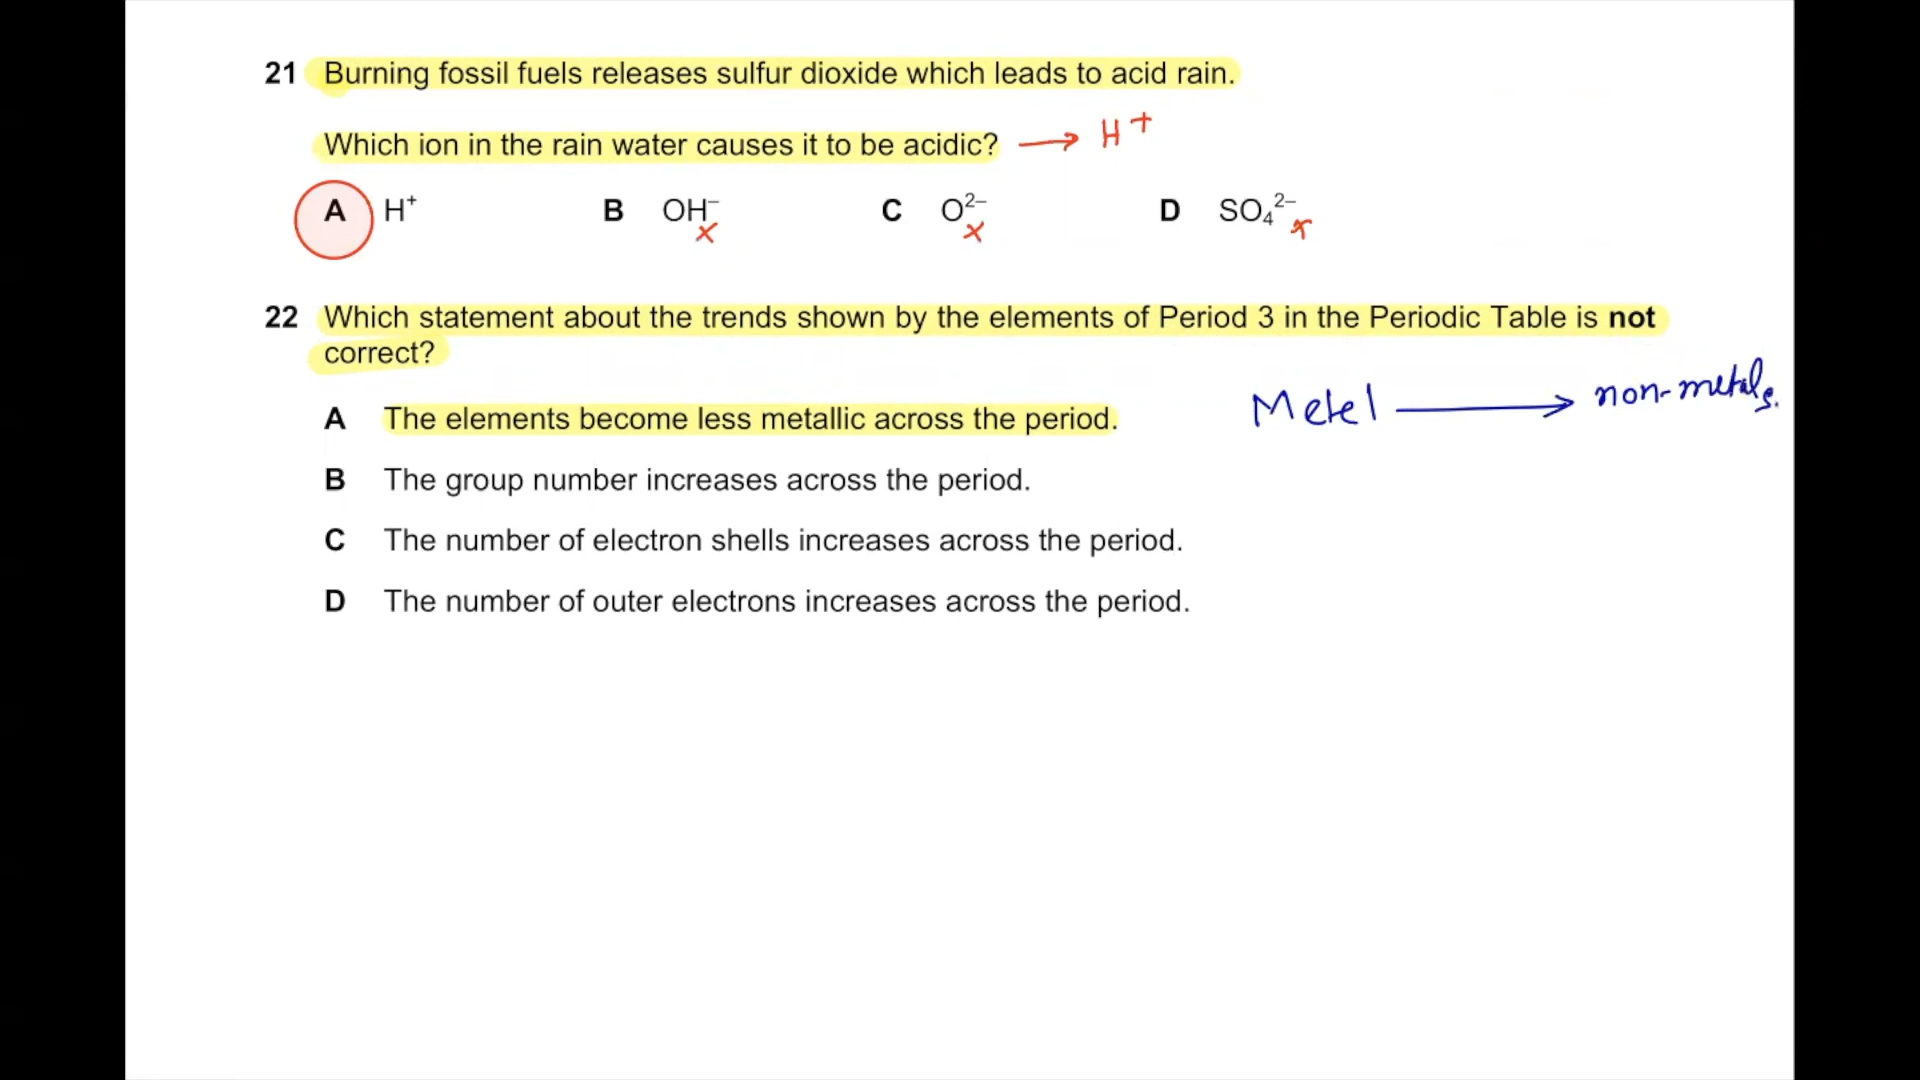 21 Burning fossil fuels releases sulfur dioxide which leads to acid rain.
Which ion in the rain water causes it to be acidic? → H⁺
A H⁺ B OH⁻ C O²⁻ D SO₄²⁻
x x x
22 Which statement about the trends shown by the elements of Period 3 in the Periodic Table is not
correct?
A The elements become less metallic across the period. Metel → non-metals.
B The group number increases across the period.
C The number of electron shells increases across the period.
D The number of outer electrons increases across the period.